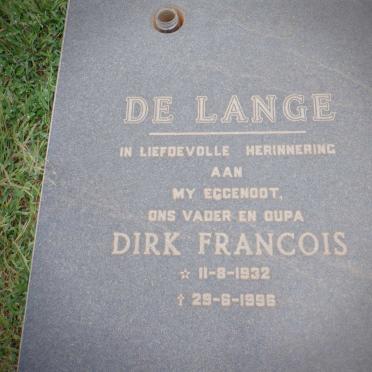 DE LANGE
IN LIEFDEVOLLE HERINNERING
AAN
MY EGGENOOT,
ONS VADER EN OUPA
DIRK FRANCOIS
☆ 11-8-1932
† 29-6-1996